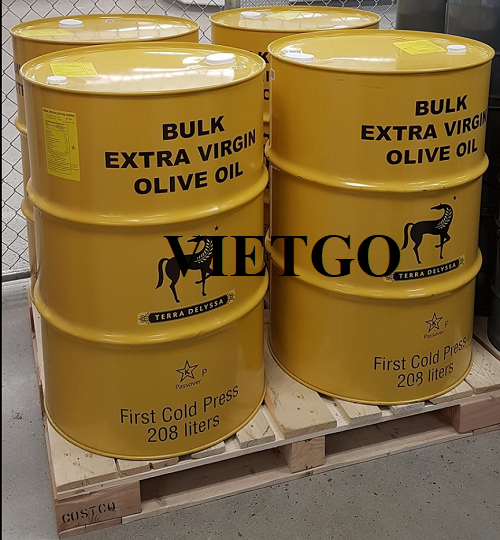 BULK
EXTRA VIRGIN
OLIVE OIL
TERRA DELYSSA
K
P
Passover
First Cold Press
208 liters
BULK
EXTRA VIRGIN
OLIVE OIL
TERRA DELYSSA
K
P
Passover
First Cold Press
208 liters
VIETGO
COSTCO